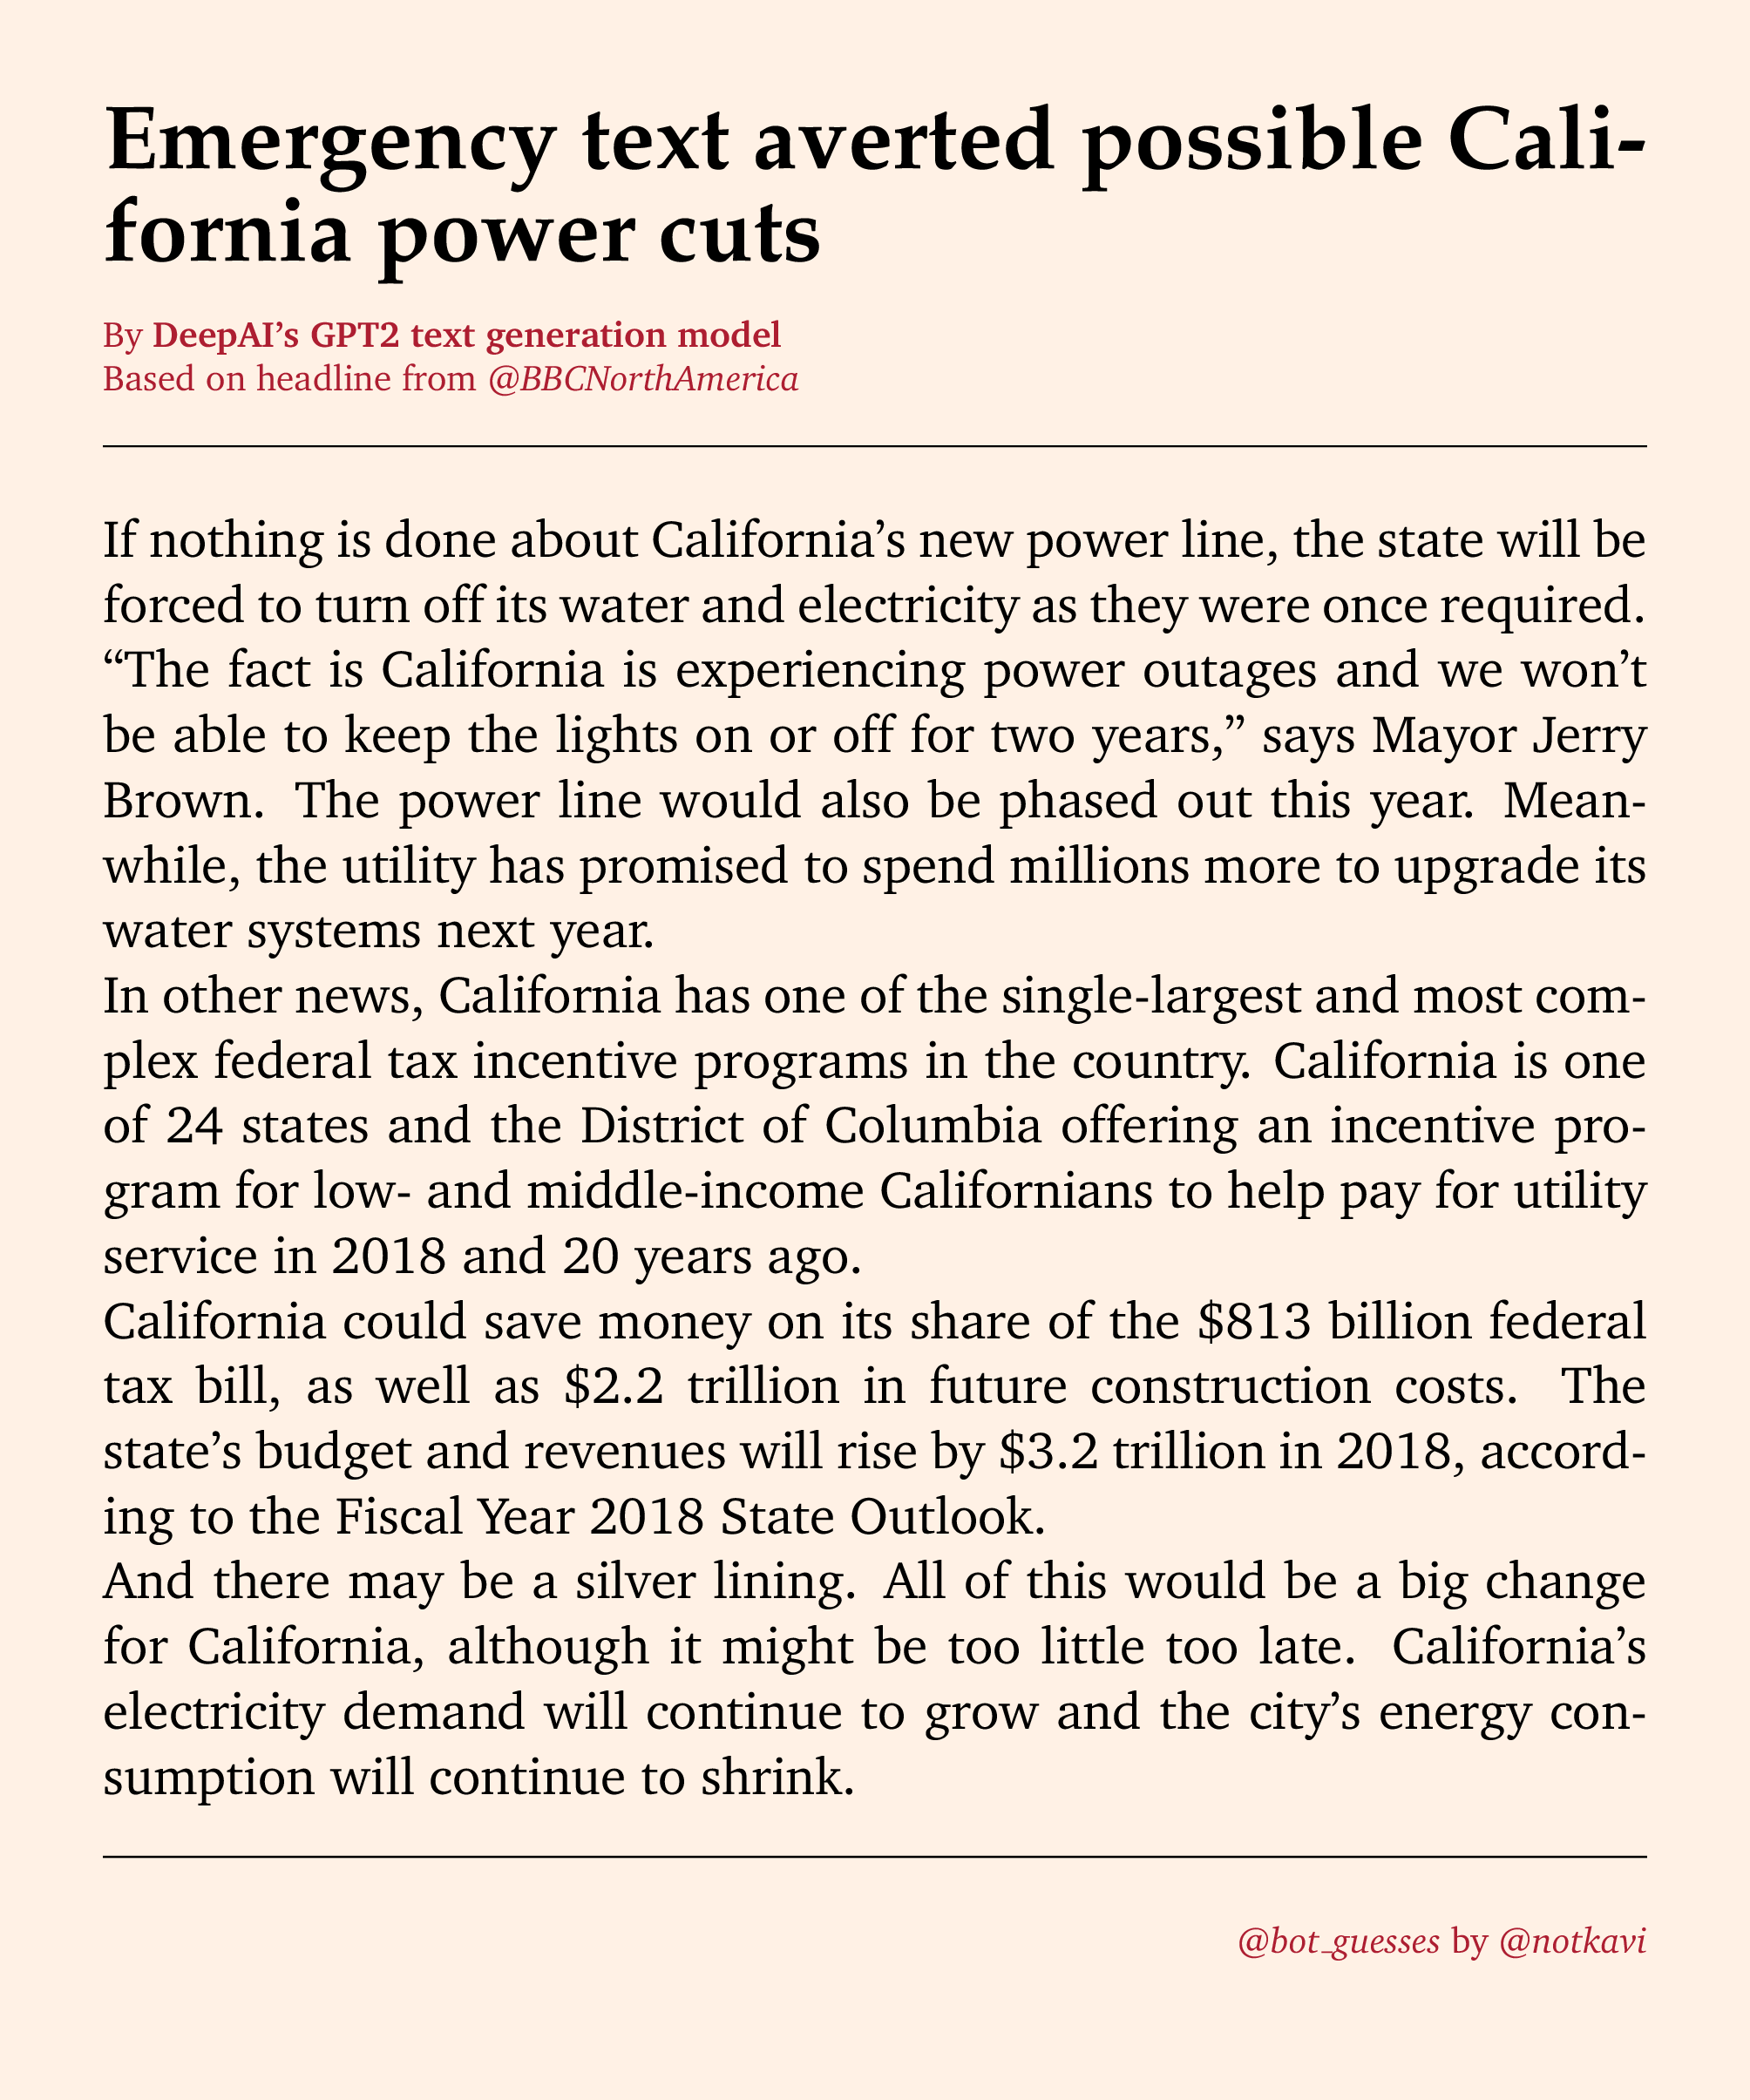 Emergency text averted possible Cali-
fornia power cuts
By DeepAI’s GPT2 text generation model
Based on headline from @BBCNorthAmerica
If nothing is done about California’s new power line, the state will be
forced to turn off its water and electricity as they were once required.
“The fact is California is experiencing power outages and we won’t
be able to keep the lights on or off for two years,” says Mayor Jerry
Brown. The power line would also be phased out this year. Mean-
while, the utility has promised to spend millions more to upgrade its
water systems next year.
In other news, California has one of the single-largest and most com-
plex federal tax incentive programs in the country. California is one
of 24 states and the District of Columbia offering an incentive pro-
gram for low- and middle-income Californians to help pay for utility
service in 2018 and 20 years ago.
California could save money on its share of the $813 billion federal
tax bill, as well as $2.2 trillion in future construction costs. The
state’s budget and revenues will rise by $3.2 trillion in 2018, accord-
ing to the Fiscal Year 2018 State Outlook.
And there may be a silver lining. All of this would be a big change
for California, although it might be too little too late. California’s
electricity demand will continue to grow and the city’s energy con-
sumption will continue to shrink.
@bot_guesses by @notkavi